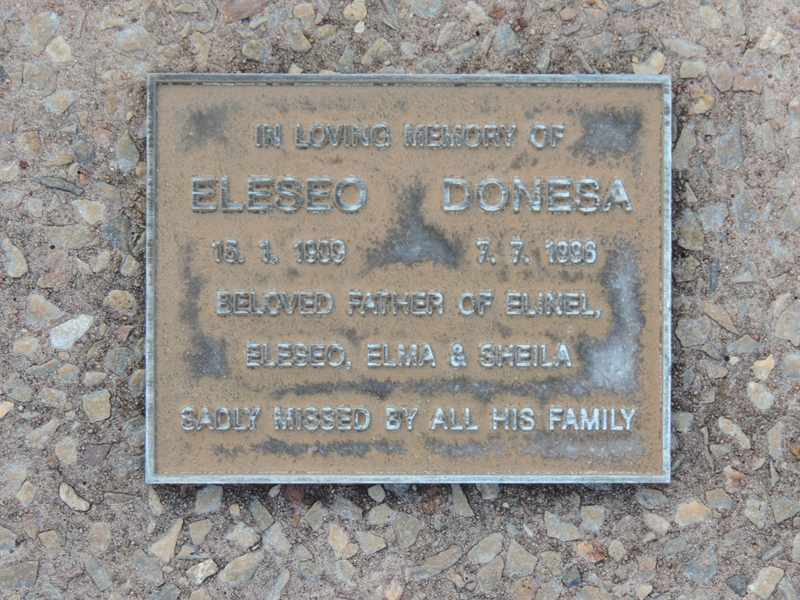 IN LOVING MEMORY OF
ELESEO DONESA
15. 1. 1909 7. 7. 1996
BELOVED FATHER OF ELINEL,
ELESEO, ELMA & SHEILA
SADLY MISSED BY ALL HIS FAMILY